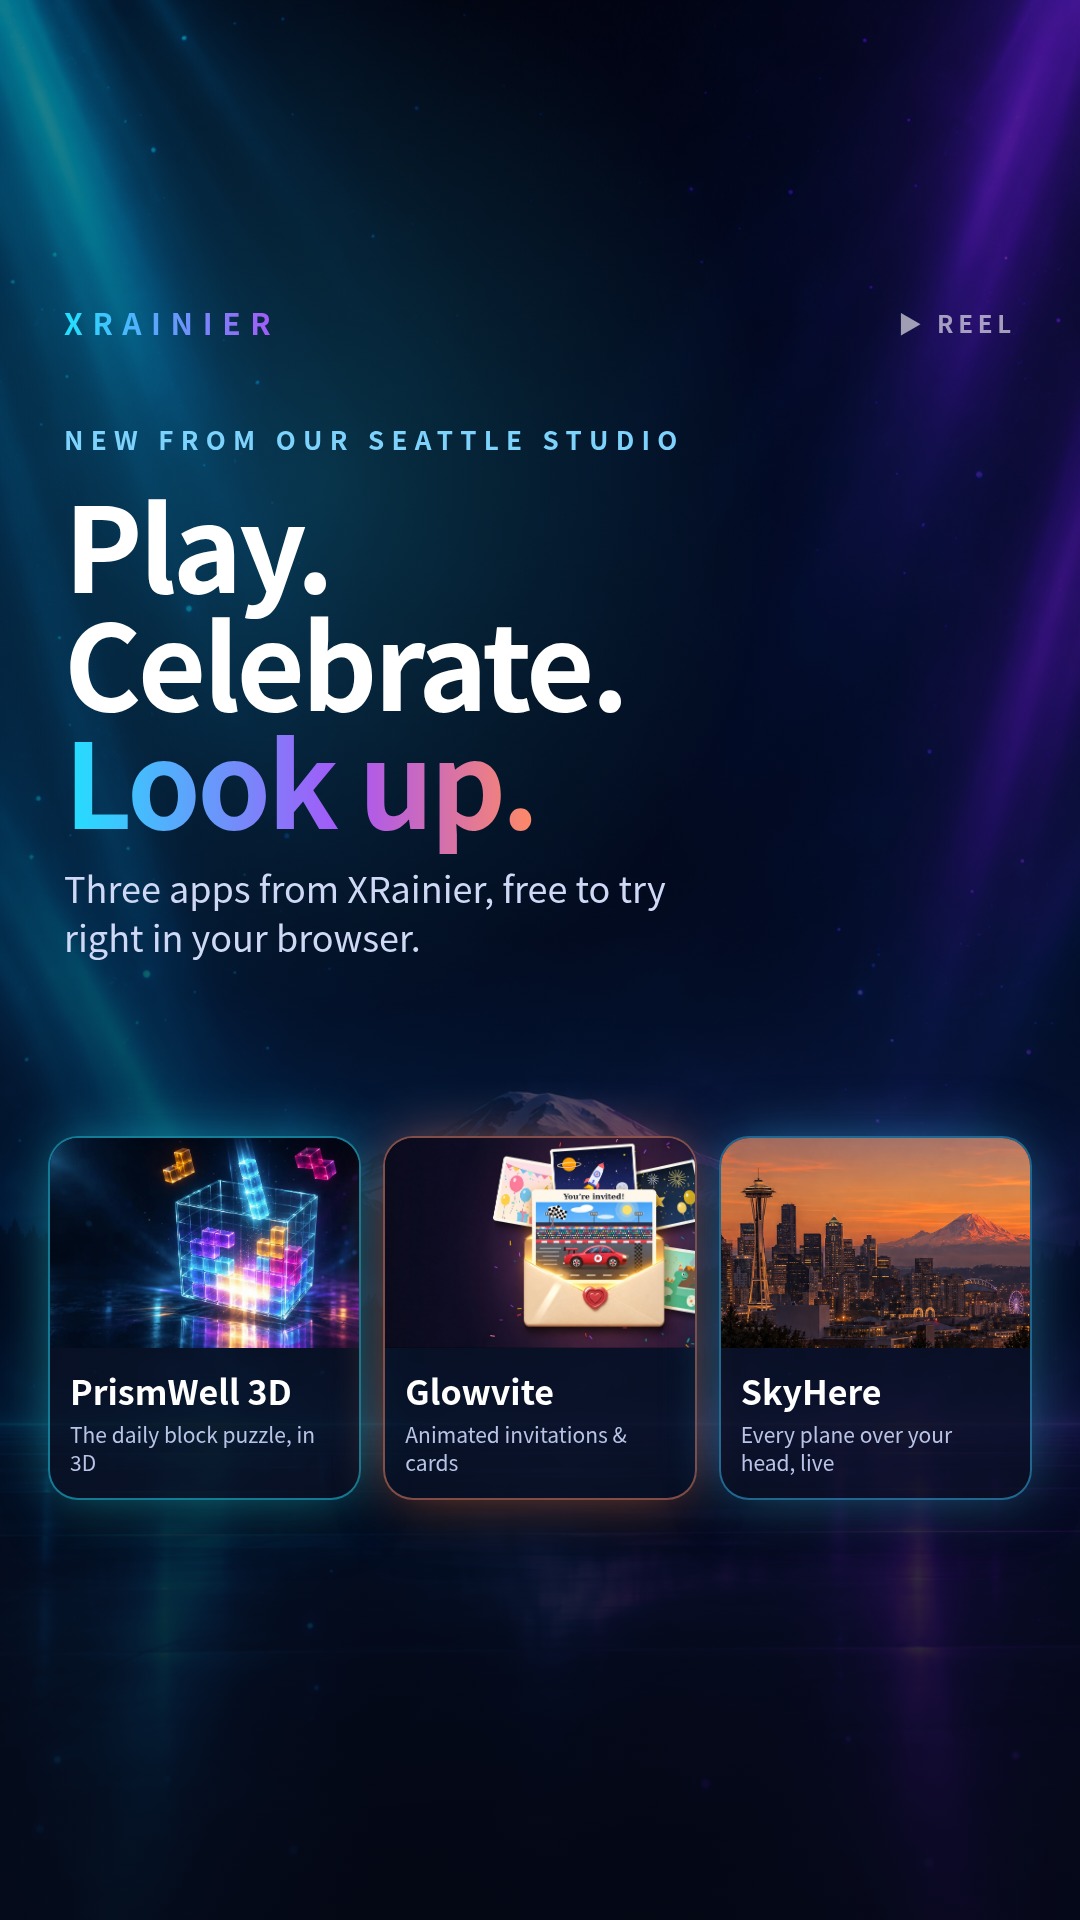 XRAINIER
▶ REEL
NEW FROM OUR SEATTLE STUDIO
Play.
Celebrate.
Look up.
Three apps from XRainier, free to try
right in your browser.
You're invited!
PrismWell 3D
The daily block puzzle, in
3D
Glowvite
Animated invitations &
cards
SkyHere
Every plane over your
head, live